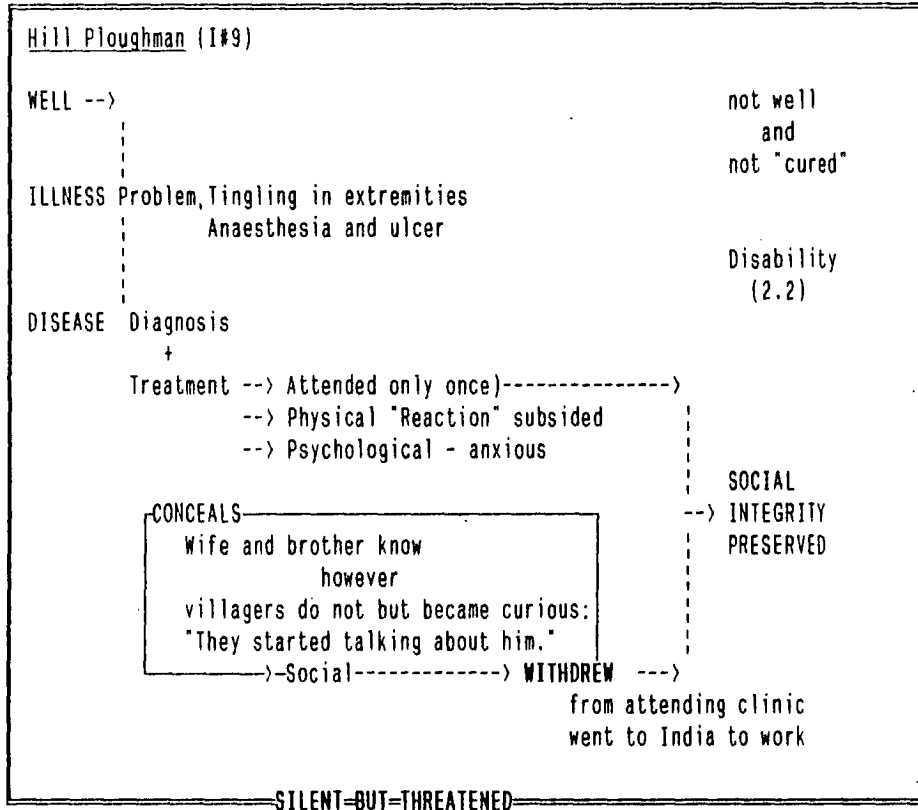 Hill Ploughman (I#9)
WELL --> not well
and
not "cured"
ILLNESS Problem, Tingling in extremities
Anaesthesia and ulcer
Disability
(2.2)
DISEASE Diagnosis
+
Treatment --> Attended only once)--------------->
--> Physical "Reaction" subsided
--> Psychological - anxious
SOCIAL
CONCEALS --> INTEGRITY
Wife and brother know PRESERVED
however
villagers do not but became curious:
"They started talking about him."
>-Social-------------> WITHDREW --->
from attending clinic
went to India to work
SILENT=BUT=THREATENED